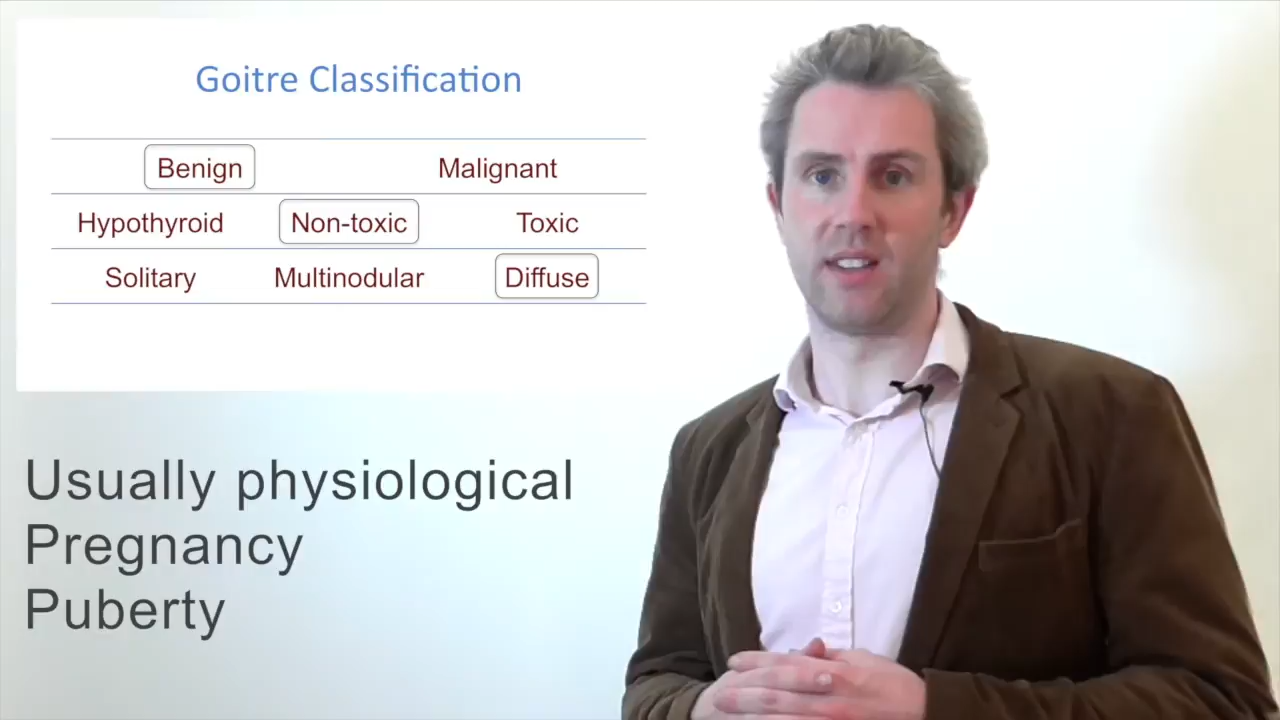 Goitre Classification
Benign Malignant
Hypothyroid Non-toxic Toxic
Solitary Multinodular Diffuse
Usually physiological
Pregnancy
Puberty